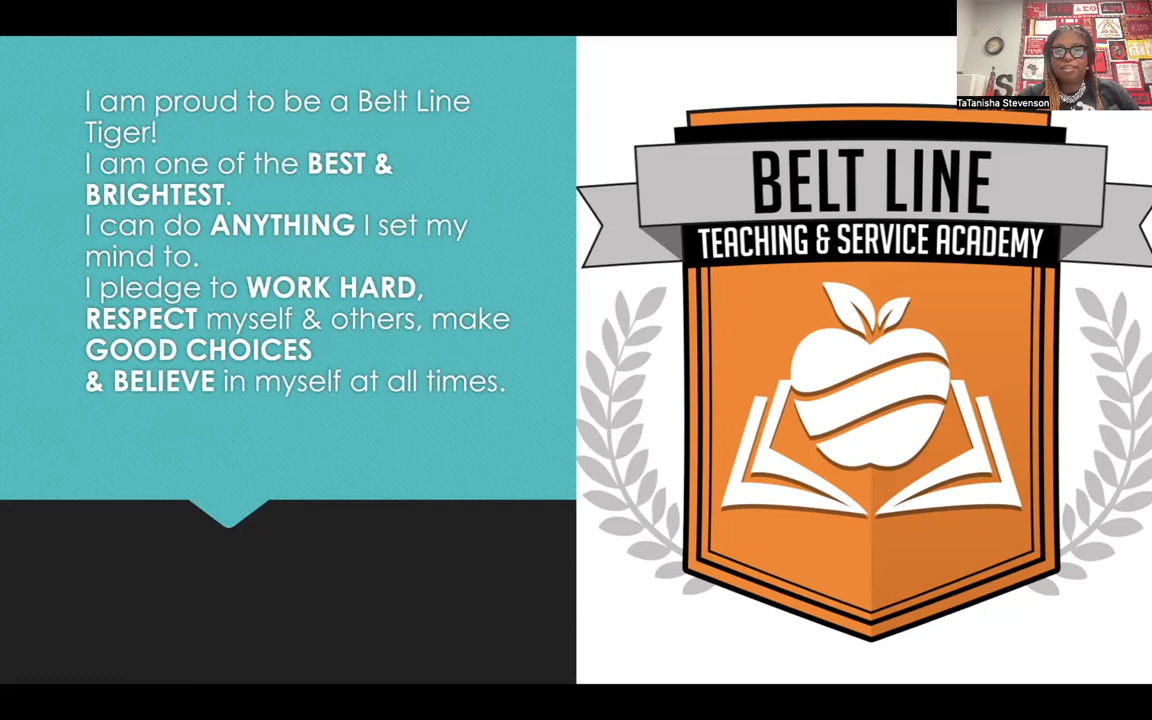 I am proud to be a Belt Line
Tiger!
I am one of the BEST &
BRIGHTEST.
I can do ANYTHING I set my
mind to.
I pledge to WORK HARD,
RESPECT myself & others, make
GOOD CHOICES
& BELIEVE in myself at all times.
TaTanisha Stevenson
BELT LINE
TEACHING & SERVICE ACADEMY